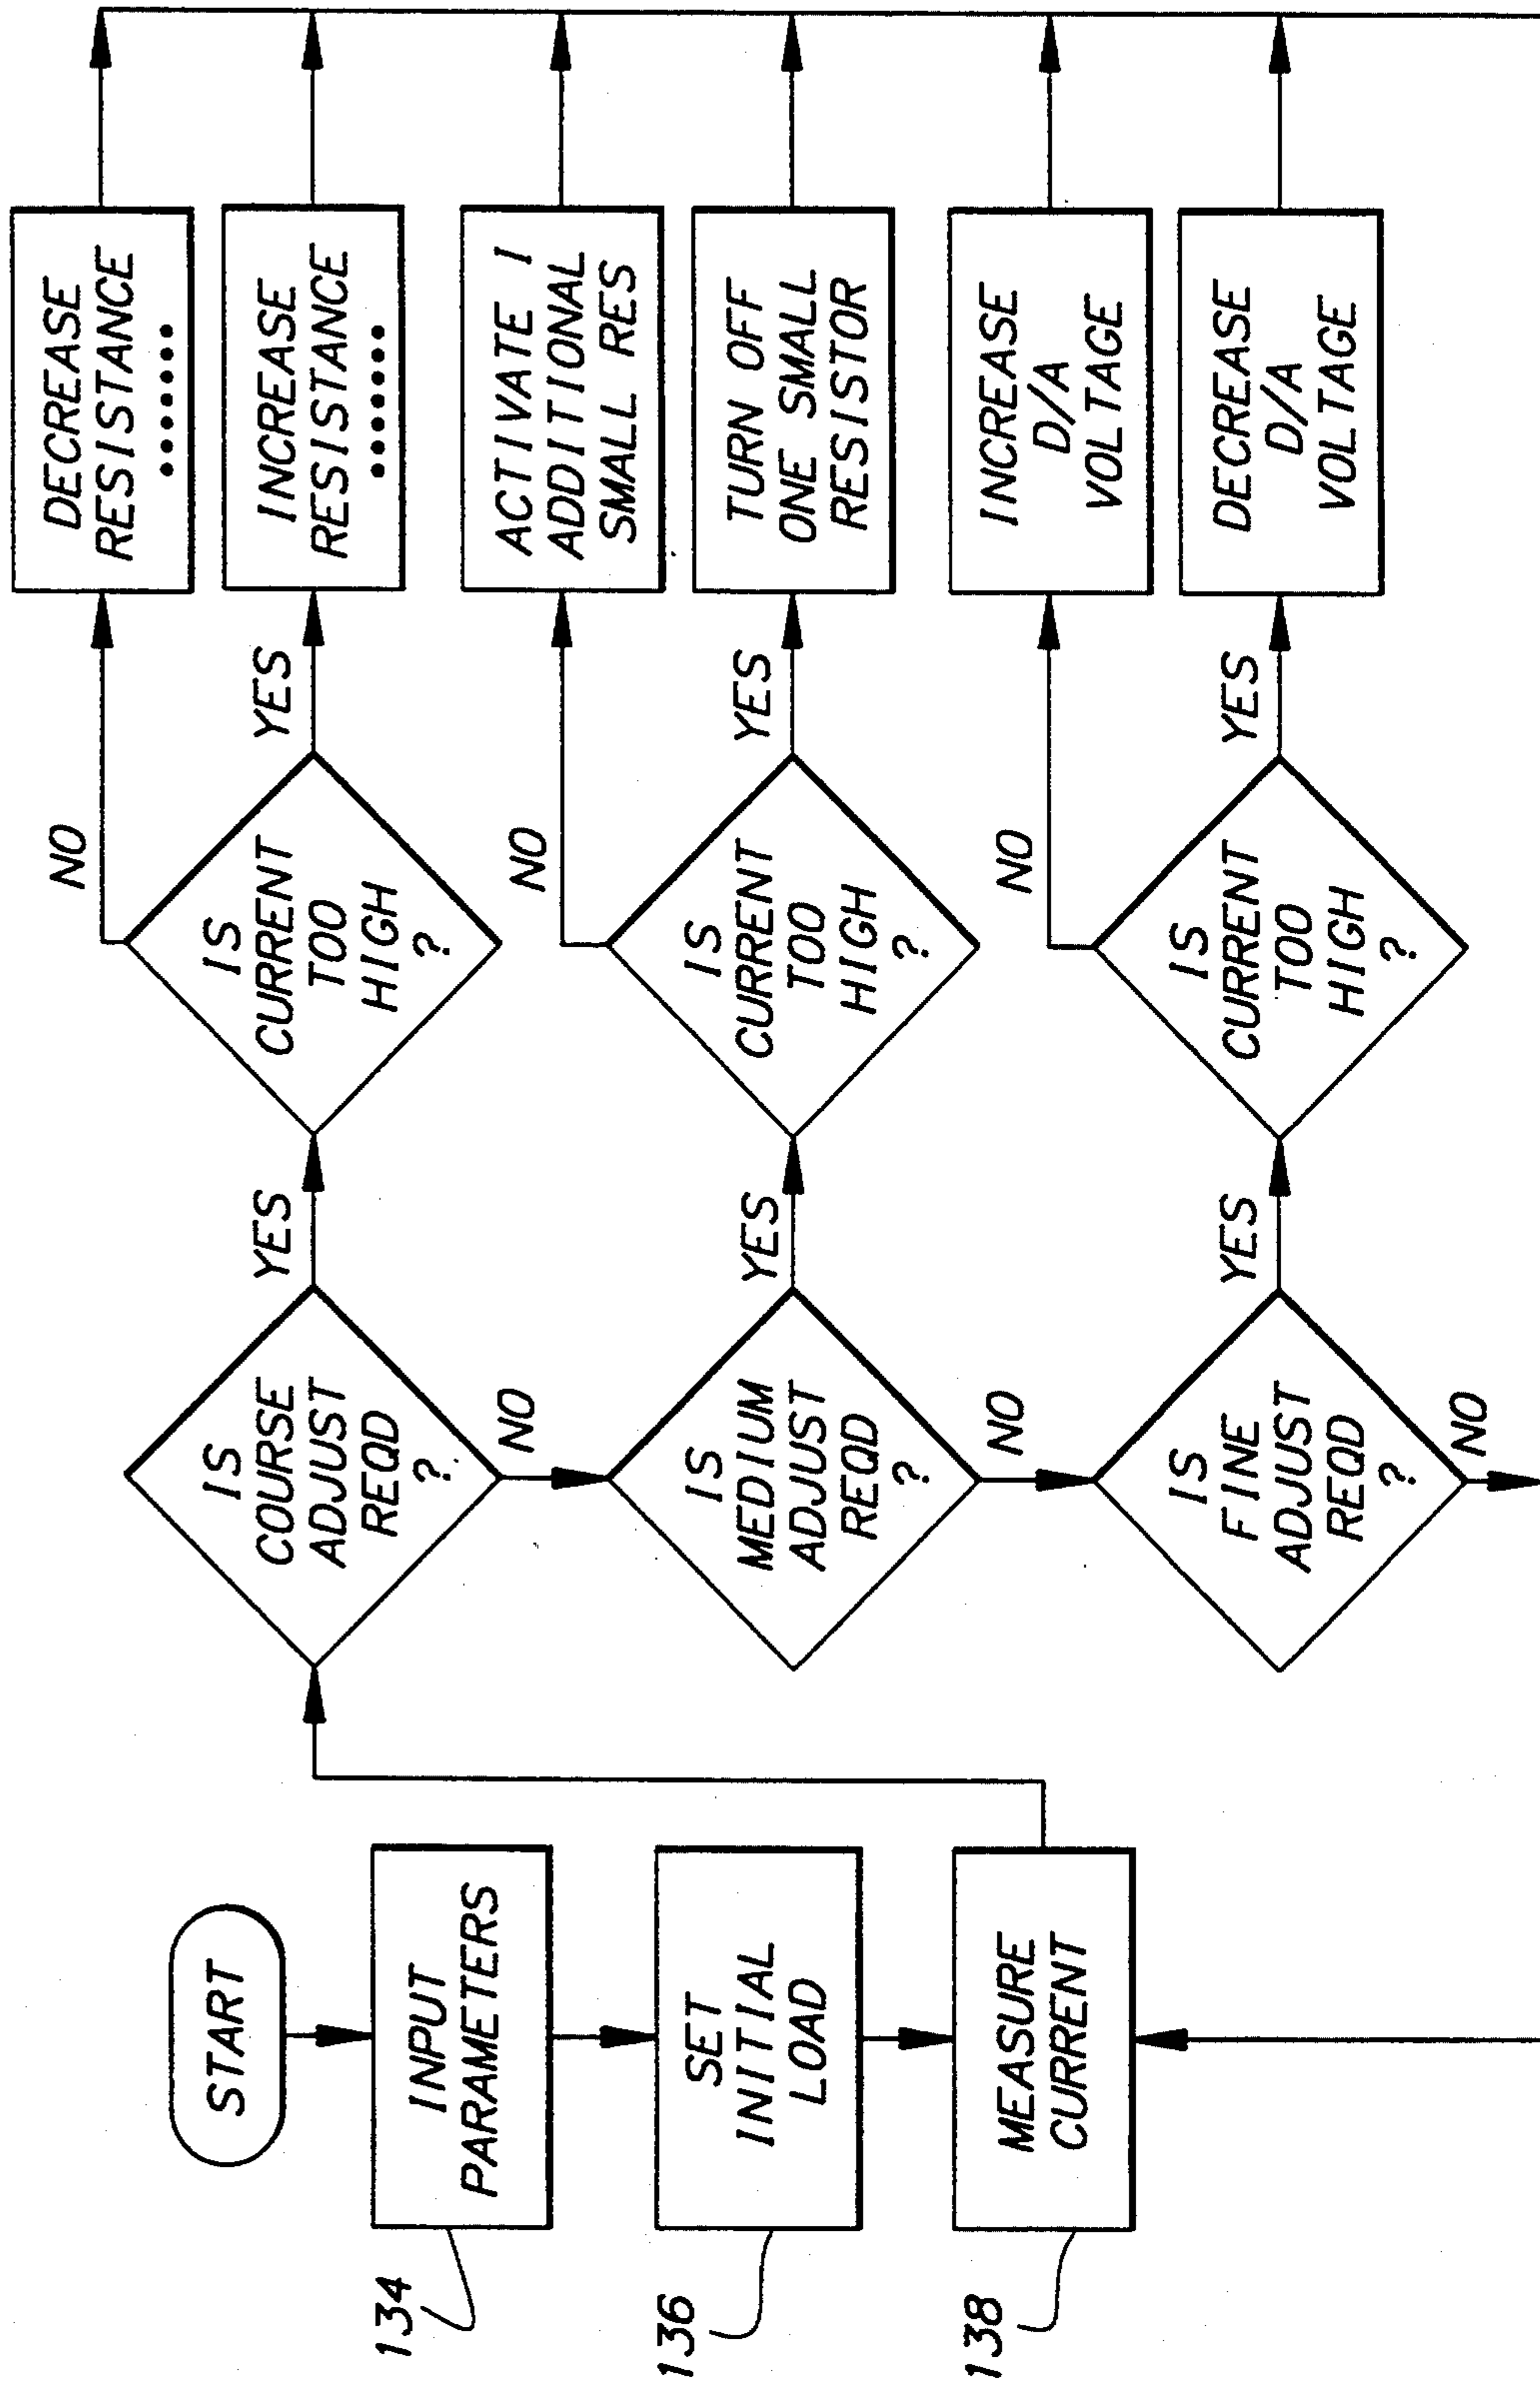 START
134
INPUT
PARAMETERS
136
SET
INITIAL
LOAD
138
MEASURE
CURRENT
IS
COURSE
ADJUST
REQD
?
YES
NO
IS
CURRENT
TOO
HIGH
?
NO
YES
DECREASE
RESISTANCE
.......
INCREASE
RESISTANCE
.......
IS
MEDIUM
ADJUST
REQD
?
YES
NO
IS
CURRENT
TOO
HIGH
?
NO
YES
ACTIVATE 1
ADDITIONAL
SMALL RES
TURN OFF
ONE SMALL
RESISTOR
IS
FINE
ADJUST
REQD
?
YES
NO
IS
CURRENT
TOO
HIGH
?
NO
YES
INCREASE
D/A
VOLTAGE
DECREASE
D/A
VOLTAGE